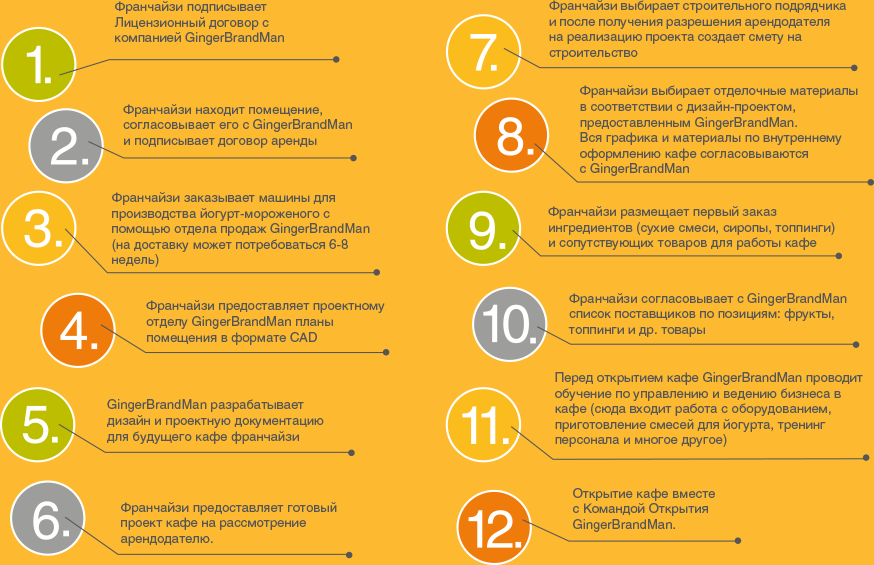 1.
Франчайзи подписывает
Лицензионный договор с
компанией GingerBrandMan
2.
Франчайзи находит помещение,
согласовывает его с GingerBrandMan
и подписывает договор аренды
3.
Франчайзи заказывает машины для
производства йогурт-мороженого с
помощью отдела продаж GingerBrandMan
(на доставку может потребоваться 6-8
недель)
4.
Франчайзи предоставляет проектному
отделу GingerBrandMan планы
помещения в формате CAD
5.
GingerBrandMan разрабатывает
дизайн и проектную документацию
для будущего кафе франчайзи
6.
Франчайзи предоставляет готовый
проект кафе на рассмотрение
арендодателю.
7.
Франчайзи выбирает строительного подрядчика
и после получения разрешения арендодателя
на реализацию проекта создает смету на
строительство
8.
Франчайзи выбирает отделочные материалы
в соответствии с дизайн-проектом,
предоставленным GingerBrandMan.
Вся графика и материалы по внутреннему
оформлению кафе согласовываются
с GingerBrandMan
9.
Франчайзи размещает первый заказ
ингредиентов (сухие смеси, сиропы, топпинги)
и сопутствующих товаров для работы кафе
10.
Франчайзи согласовывает с GingerBrandMan
список поставщиков по позициям: фрукты,
топпинги и др. товары
11.
Перед открытием кафе GingerBrandMan проводит
обучение по управлению и ведению бизнеса в
кафе (сюда входит работа с оборудованием,
приготовление смесей для йогурта, тренинг
персонала и многое другое)
12.
Открытие кафе вместе
с Командой Открытия
GingerBrandMan.